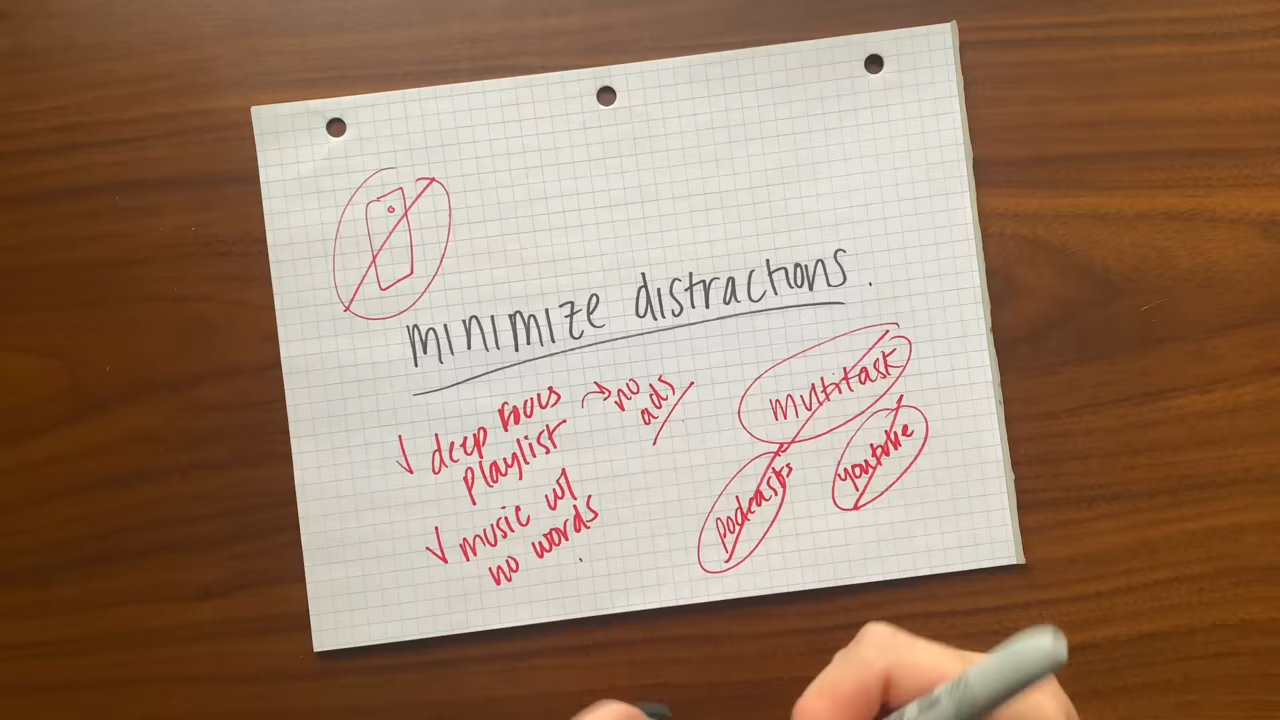 minimize distractions.
✓ deep focus
playlist
→ no
ads
✓ music w/
no words
multitask
podcasts
youtube